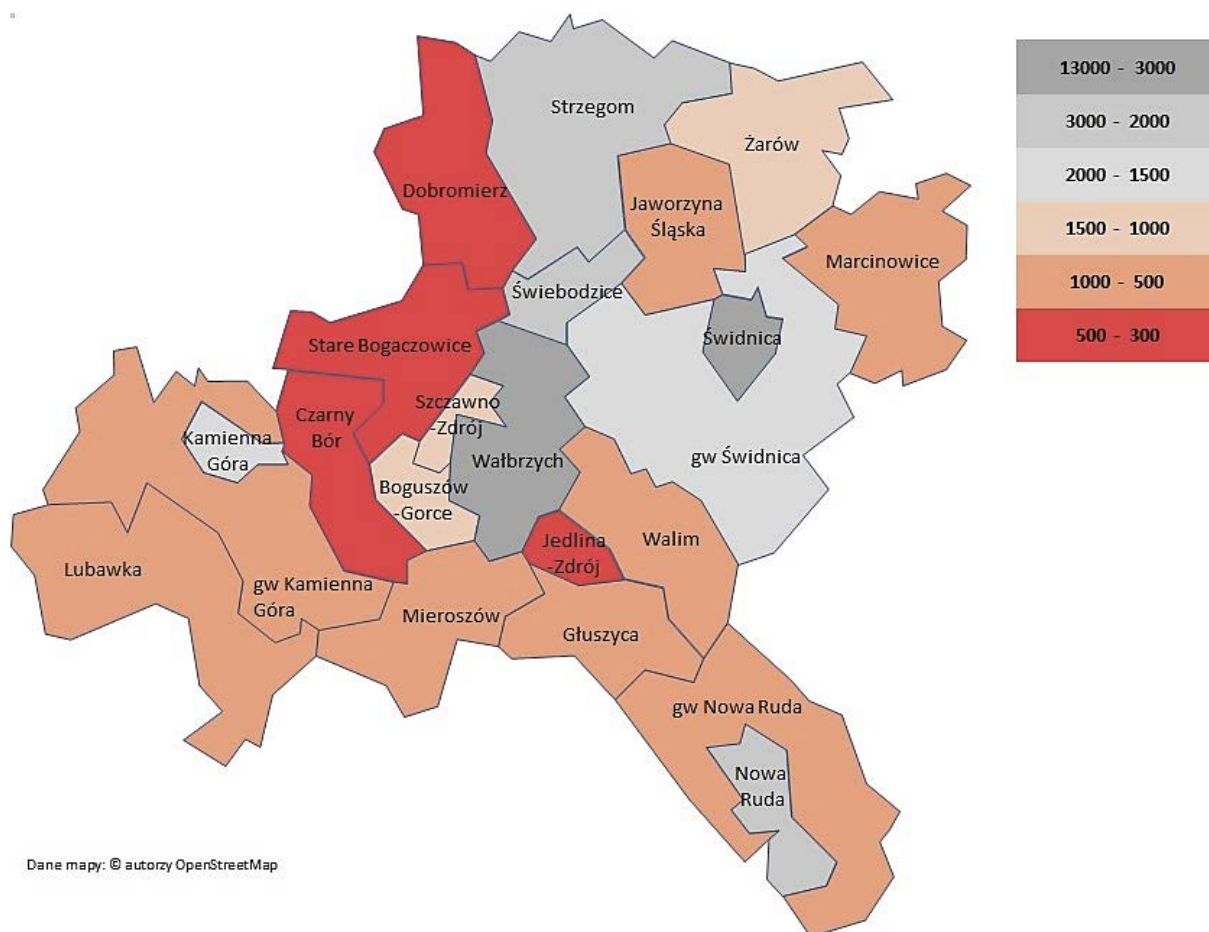 13000 - 3000
3000 - 2000
2000 - 1500
1500 - 1000
1000 - 500
500 - 300
Strzegom
Żarów
Dobromierz
Jaworzyna
Śląska
Marcinowice
Świebodzice
Świdnica
Stare Bogaczowice
Szczawno
-Zdrój
Czarny
Bór
Kamienna
Góra
Wałbrzych
gw Świdnica
Boguszów
-Gorce
Jedlina
-Zdrój
Walim
Lubawka
gw Kamienna
Góra
Mieroszów
Głuszyca
gw Nowa Ruda
Nowa
Ruda
Dane mapy: © autorzy OpenStreetMap